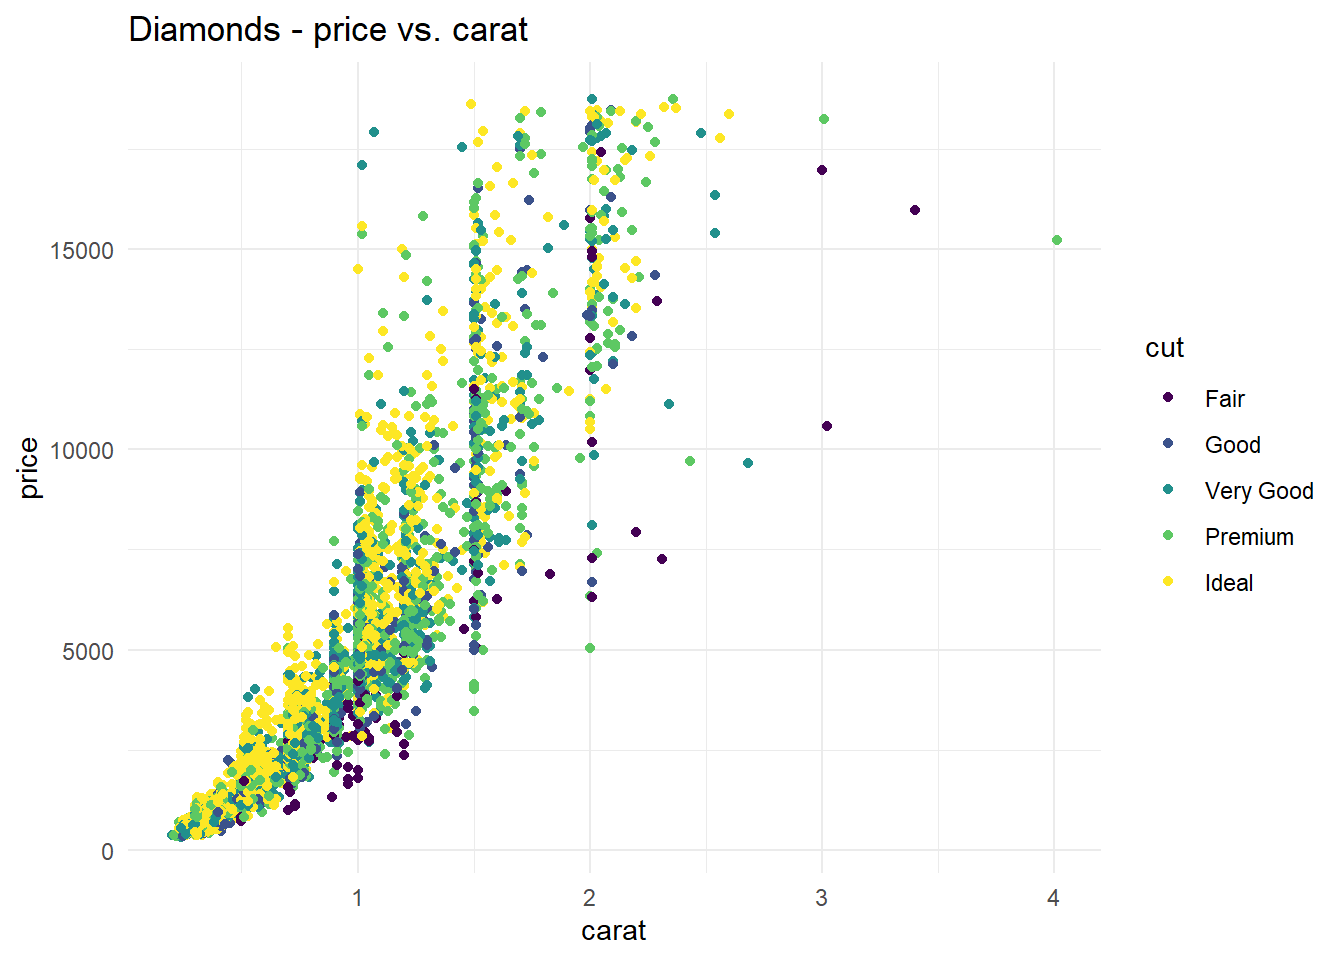 Diamonds - price vs. carat
price
15000
10000
5000
0
1
2
3
4
carat
cut
Fair
Good
Very Good
Premium
Ideal